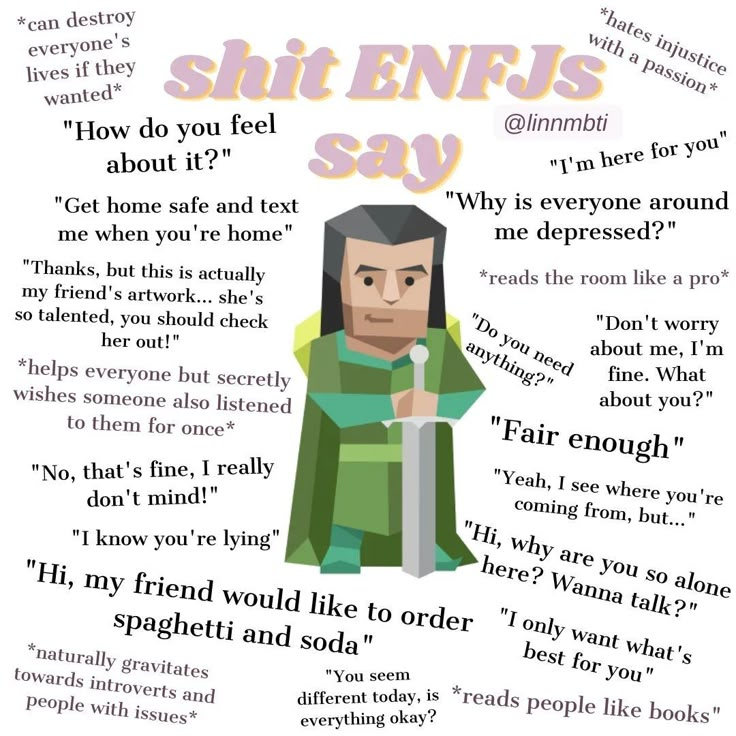 *can destroy
everyone's
lives if they
wanted*
shit ENFJs
say
@linnmbti
*hates injustice
with a passion*
"How do you feel
about it?"
"I'm here for you"
"Get home safe and text
me when you're home"
"Why is everyone around
me depressed?"
"Thanks, but this is actually
my friend's artwork... she's
so talented, you should check
her out!"
*reads the room like a pro*
"Do you need
anything?"
"Don't worry
about me, I'm
fine. What
about you?"
*helps everyone but secretly
wishes someone also listened
to them for once*
"Fair enough"
"No, that's fine, I really
don't mind!"
"Yeah, I see where you're
coming from, but..."
"I know you're lying"
"Hi, why are you so alone
here? Wanna talk?"
"Hi, my friend would like to order
spaghetti and soda"
"I only want what's
best for you"
*naturally gravitates
towards introverts and
people with issues*
"You seem
different today, is
everything okay?
*reads people like books"